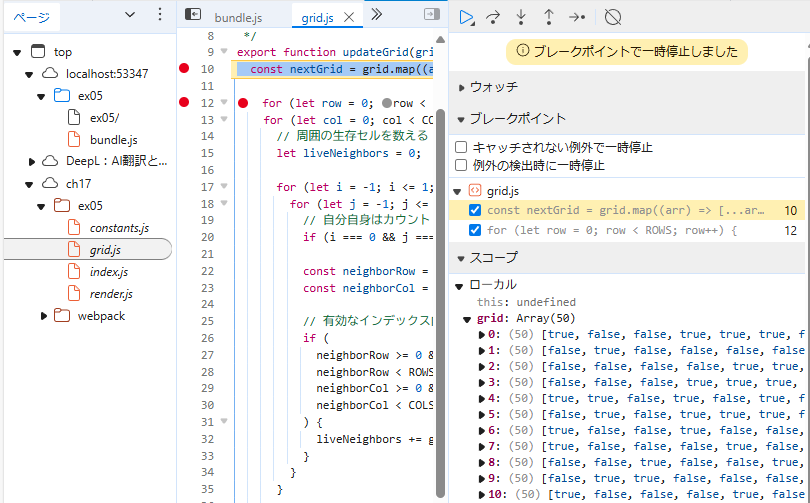 ページ
top
localhost:53347
ex05
ex05/
bundle.js
DeepL：AI翻訳と...
ch17
ex05
constants.js
grid.js
index.js
render.js
webpack
bundle.js
grid.js
8 */
9 export function updateGrid(gri
10 const nextGrid = grid.map((ar
11
12 for (let row = 0; row <
13 for (let col = 0; col < CO
14 // 周囲の生存セルを数える
15 let liveNeighbors = 0;
16
17 for (let i = -1; i <= 1;
18 for (let j = -1; j <=
19 // 自分自身はカウント
20 if (i === 0 && j ===
21
22 const neighborRow =
23 const neighborCol =
24
25 // 有効なインデックスに
26 if (
27 neighborRow >= 0 &
28 neighborRow < ROWS
29 neighborCol >= 0 &
30 neighborCol < COLS
31 ) {
32 liveNeighbors += g
33 }
34 }
35 }
ブレークポイントで一時停止しました
ウォッチ
ブレークポイント
キャッチされない例外で一時停止
例外の検出時に一時停止
grid.js
const nextGrid = grid.map((arr) => [...ar… 10
for (let row = 0; row < ROWS; row++) { 12
スコープ
ローカル
this: undefined
grid: Array(50)
0: (50) [true, false, false, true, true, true, f
1: (50) [false, true, false, false, false, false
2: (50) [false, false, false, false, true, false
3: (50) [false, false, false, true, true, true,
4: (50) [true, true, false, false, true, true, f
5: (50) [false, false, true, false, true, false,
6: (50) [false, true, false, true, false, false,
7: (50) [true, false, false, true, false, true,
8: (50) [false, false, true, false, false, true,
9: (50) [false, true, false, false, true, false,
10: (50) [true, false, false, false, false, true